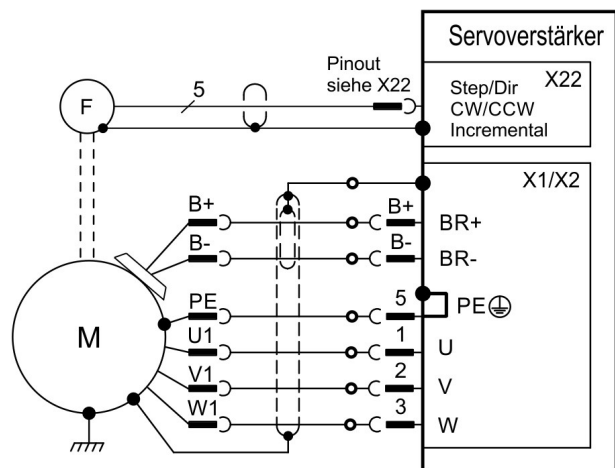 Servoverstärker
Pinout
siehe X22
X22
F
5
Step/Dir
CW/CCW
Incremental
X1/X2
B+
B+
BR+
B-
B-
BR-
PE
5
PE
M
U1
1
U
V1
2
V
W1
3
W